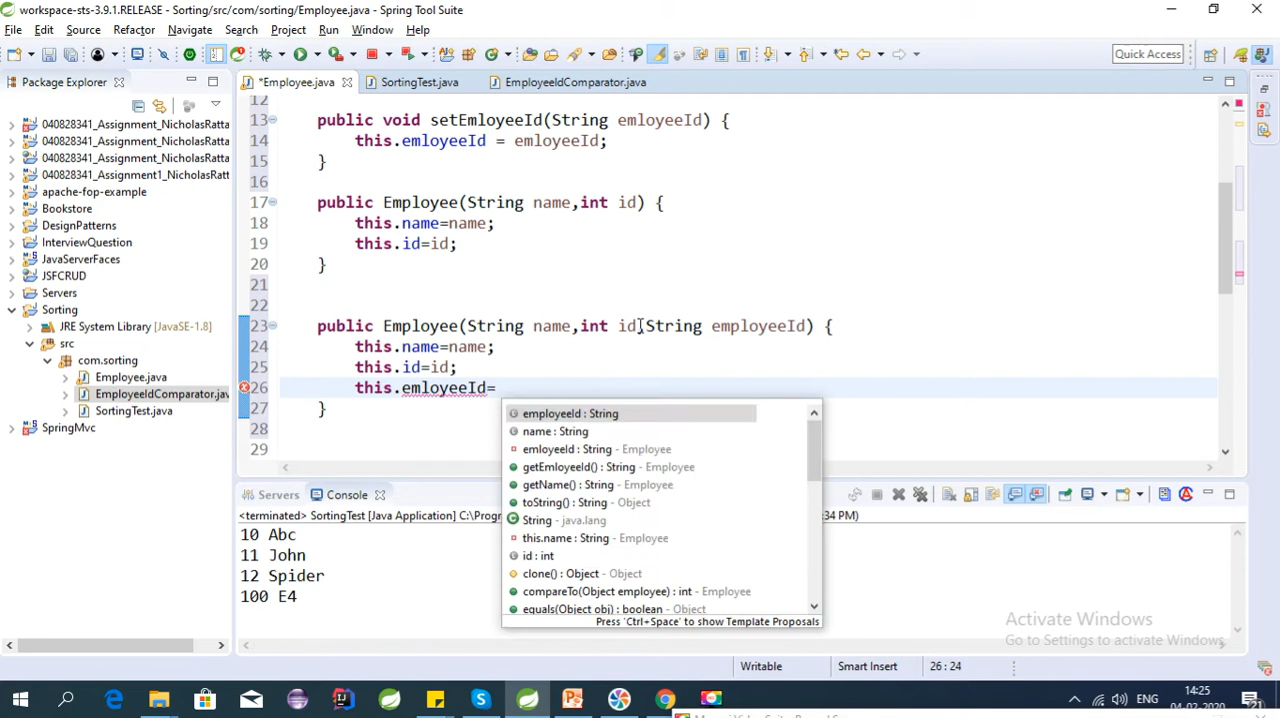 workspace-sts-3.9.1.RELEASE - Sorting/src/com/sorting/Employee.java - Spring Tool Suite
File Edit Source Refactor Navigate Search Project Run Window Help
Quick Access
Package Explorer
*Employee.java SortingTest.java EmployeeIdComparator.java
040828341_Assignment_NicholasRatta
040828341_Assignment_NicholasRatta
040828341_Assignment_NicholasRatta
040828341_Assignment1_NicholasRatta
apache-fop-example
Bookstore
DesignPatterns
InterviewQuestion
JavaServerFaces
JSFCRUD
Servers
Sorting
JRE System Library [JavaSE-1.8]
src
com.sorting
Employee.java
EmployeeIdComparator.jav
SortingTest.java
SpringMvc
12
13 public void setEmloyeeId(String emloyeeId) {
14 this.emloyeeId = emloyeeId;
15 }
16
17 public Employee(String name,int id) {
18 this.name=name;
19 this.id=id;
20 }
21
22
23 public Employee(String name,int id,String employeeId) {
24 this.name=name;
25 this.id=id;
26 this.emloyeeId=
27 }
28
29
employeeId : String
name : String
emloyeeId : String - Employee
getEmloyeeId() : String - Employee
getName() : String - Employee
toString() : String - Object
String - java.lang
this.name : String - Employee
id : int
clone() : Object - Object
compareTo(Object employee) : int - Employee
equals(Object obj) : boolean - Object
Press 'Ctrl+Space' to show Template Proposals
Servers Console
<terminated> SortingTest [Java Application] C:\Progr
:34 PM)
10 Abc
11 John
12 Spider
100 E4
Activate Windows
Go to Settings to activate Windows.
Writable Smart Insert 26 : 24
ENG
14:25
04-02-2020
21